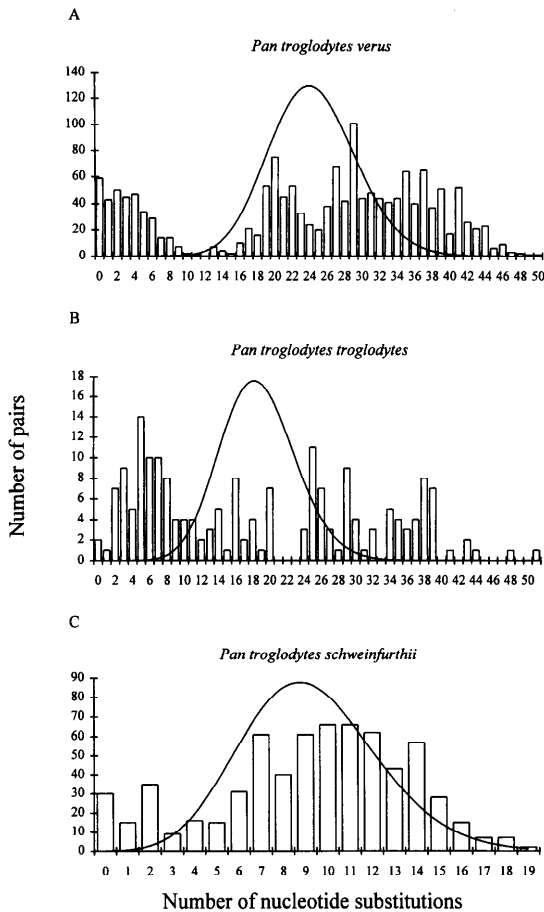 A
Pan troglodytes verus
140
120
100
80
60
40
20
0
0 2 4 6 8 10 12 14 16 18 20 22 24 26 28 30 32 34 36 38 40 42 44 46 48 50
B
Pan troglodytes troglodytes
18
16
14
12
10
8
6
4
2
0
0 2 4 6 8 10 12 14 16 18 20 22 24 26 28 30 32 34 36 38 40 42 44 46 48 50
Number of pairs
C
Pan troglodytes schweinfurthii
90
80
70
60
50
40
30
20
10
0
0 1 2 3 4 5 6 7 8 9 10 11 12 13 14 15 16 17 18 19
Number of nucleotide substitutions